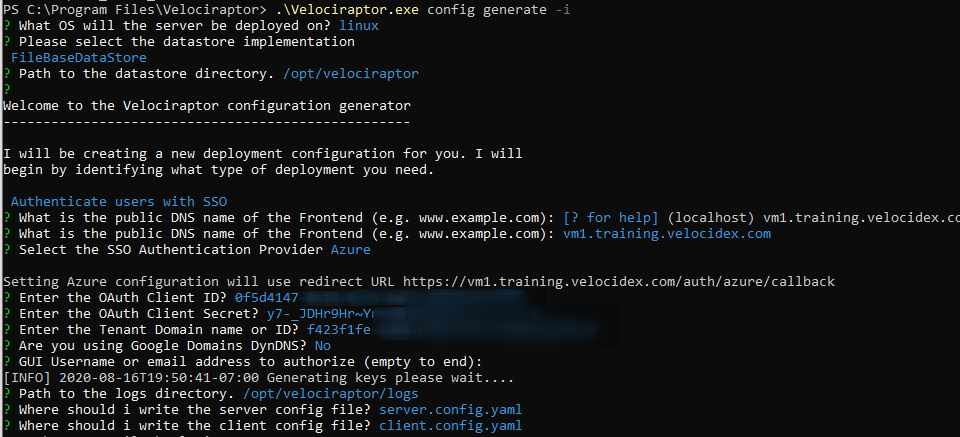 PS C:\Program Files\Velociraptor> .\Velociraptor.exe config generate -i
? What OS will the server be deployed on? linux
? Please select the datastore implementation
FileBaseDataStore
? Path to the datastore directory. /opt/velociraptor
?
Welcome to the Velociraptor configuration generator
---------------------------------------------------
I will be creating a new deployment configuration for you. I will
begin by identifying what type of deployment you need.
Authenticate users with SSO
? What is the public DNS name of the Frontend (e.g. www.example.com): [? for help] (localhost) vm1.training.velocidex.co
? What is the public DNS name of the Frontend (e.g. www.example.com): vm1.training.velocidex.com
? Select the SSO Authentication Provider Azure
Setting Azure configuration will use redirect URL https://vm1.training.velocidex.com/auth/azure/callback
? Enter the OAuth Client ID? 0f5d4147
? Enter the OAuth Client Secret? y7-_JDHr9Hr~Yr
? Enter the Tenant Domain name or ID? f423f1fe
? Are you using Google Domains DynDNS? No
? GUI Username or email address to authorize (empty to end):
[INFO] 2020-08-16T19:50:41-07:00 Generating keys please wait....
? Path to the logs directory. /opt/velociraptor/logs
? Where should i write the server config file? server.config.yaml
? Where should i write the client config file? client.config.yaml